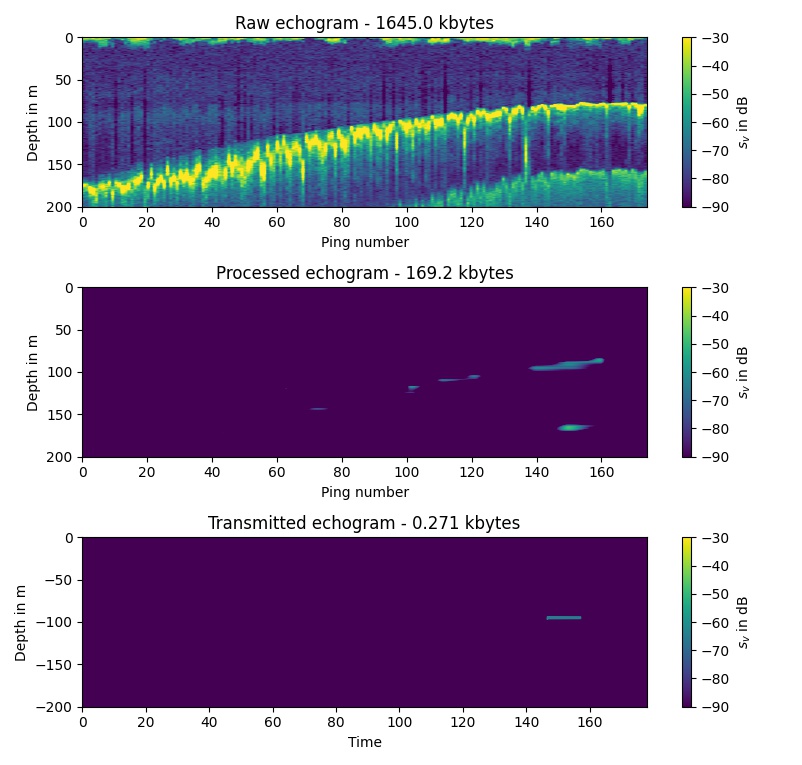 Raw echogram - 1645.0 kbytes
0
50
100
150
200
Depth in m
0 20 40 60 80 100 120 140 160
Ping number
−30
−40
−50
−60
−70
−80
−90
sv in dB
Processed echogram - 169.2 kbytes
0
50
100
150
200
Depth in m
0 20 40 60 80 100 120 140 160
Ping number
−30
−40
−50
−60
−70
−80
−90
sv in dB
Transmitted echogram - 0.271 kbytes
0
−50
−100
−150
−200
Depth in m
0 20 40 60 80 100 120 140 160
Time
−30
−40
−50
−60
−70
−80
−90
sv in dB